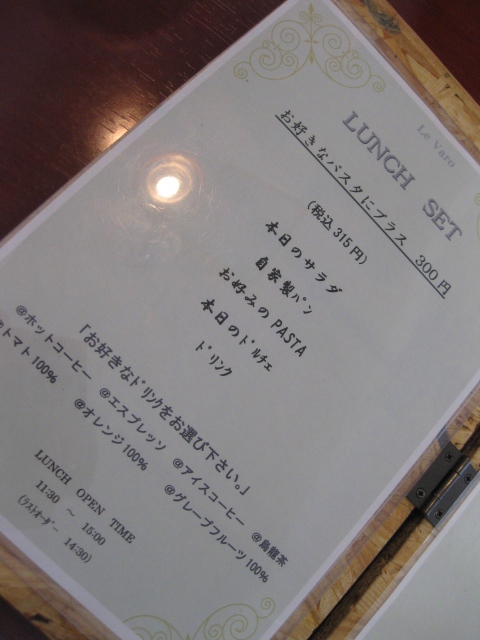 Le Varo
LUNCH SET
お好きなパスタにプラス 300円
(税込 315円)
本日のサラダ
自家製パン
お好みのPASTA
本日のドルチェ
ドリンク
「お好きなドリンクをお選び下さい。」
@ホットコーヒー @エスプレッソ @アイスコーヒー @烏龍茶
@トマト100% @オレンジ100% @グレープフルーツ100%
LUNCH OPEN TIME
11:30 ～ 15:00
(ラストオーダー 14:30)